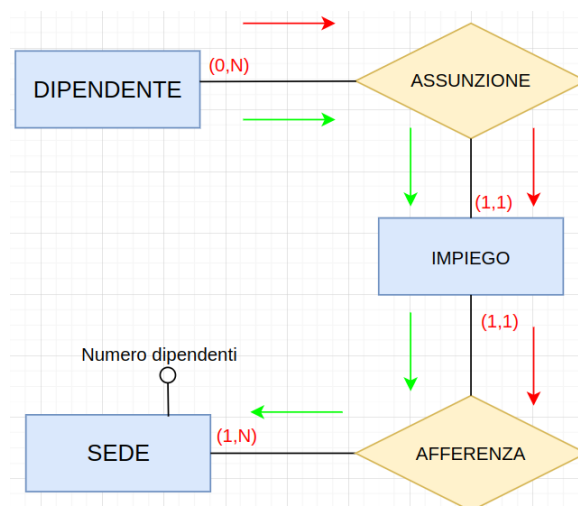 (0,N)
DIPENDENTE
ASSUNZIONE
(1,1)
IMPIEGO
(1,1)
Numero dipendenti
(1,N)
SEDE
AFFERENZA